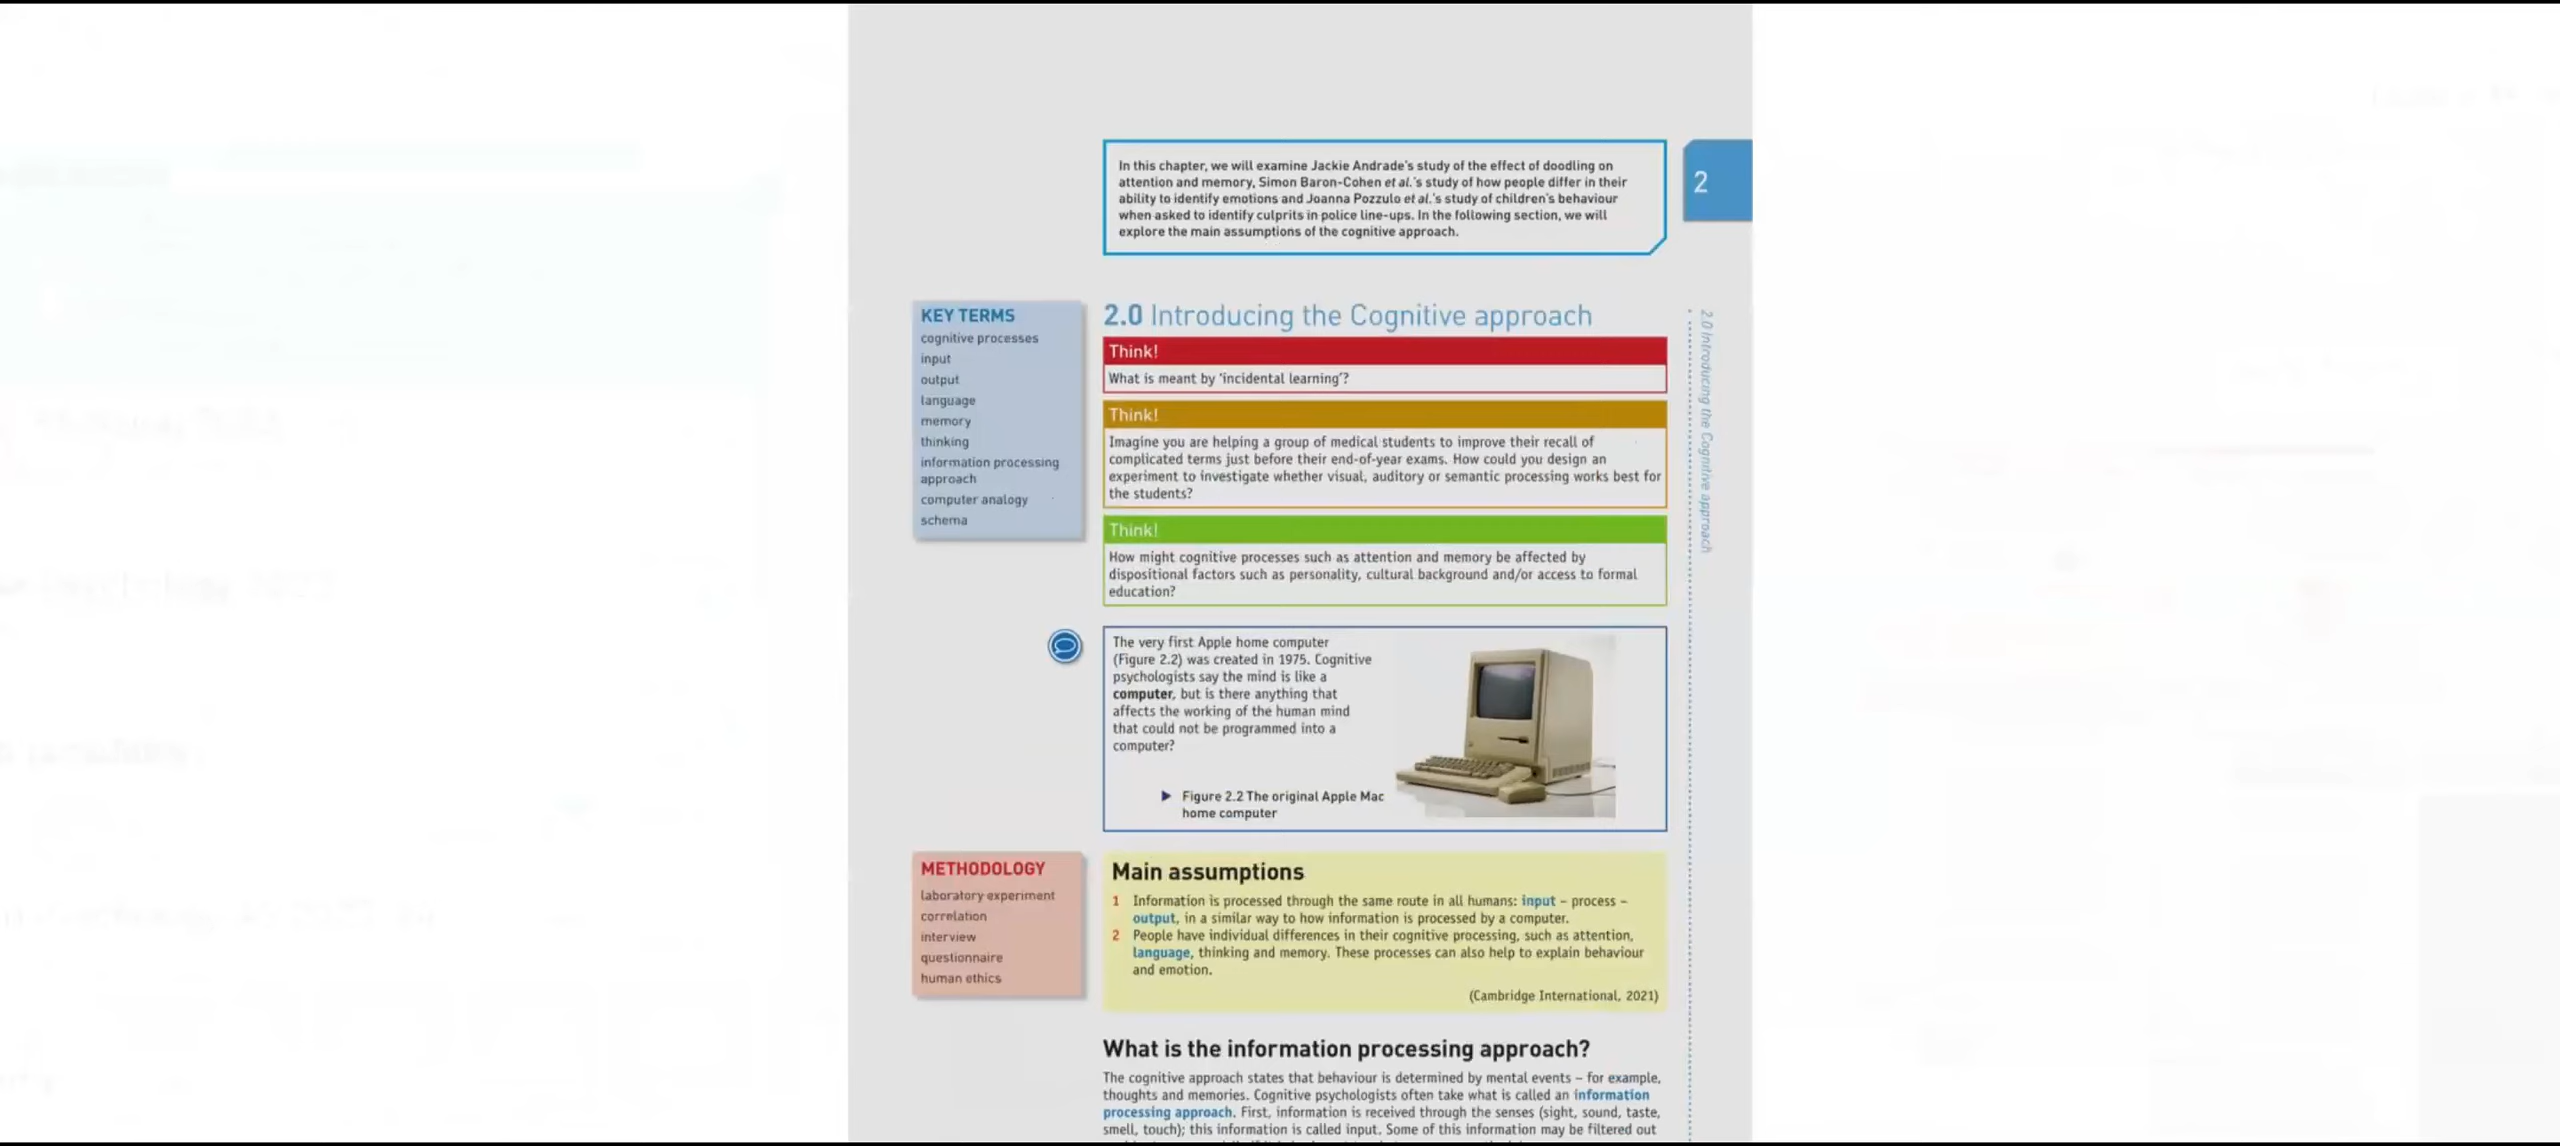 In this chapter, we will examine Jackie Andrade's study of the effect of doodling on
attention and memory, Simon Baron-Cohen et al.'s study of how people differ in their
ability to identify emotions and Joanna Pozzulo et al.'s study of children's behaviour
when asked to identify culprits in police line-ups. In the following section, we will
explore the main assumptions of the cognitive approach.
2
KEY TERMS
cognitive processes
input
output
language
memory
thinking
information processing
approach
computer analogy
schema
2.0 Introducing the Cognitive approach
Think!
What is meant by 'incidental learning'?
Think!
Imagine you are helping a group of medical students to improve their recall of
complicated terms just before their end-of-year exams. How could you design an
experiment to investigate whether visual, auditory or semantic processing works best for
the students?
Think!
How might cognitive processes such as attention and memory be affected by
dispositional factors such as personality, cultural background and/or access to formal
education?
2.0 Introducing the Cognitive approach
The very first Apple home computer
(Figure 2.2) was created in 1975. Cognitive
psychologists say the mind is like a
computer, but is there anything that
affects the working of the human mind
that could not be programmed into a
computer?
▶ Figure 2.2 The original Apple Mac
home computer
METHODOLOGY
laboratory experiment
correlation
interview
questionnaire
human ethics
Main assumptions
1 Information is processed through the same route in all humans: input – process –
output, in a similar way to how information is processed by a computer.
2 People have individual differences in their cognitive processing, such as attention,
language, thinking and memory. These processes can also help to explain behaviour
and emotion.
(Cambridge International, 2021)
What is the information processing approach?
The cognitive approach states that behaviour is determined by mental events – for example,
thoughts and memories. Cognitive psychologists often take what is called an information
processing approach. First, information is received through the senses (sight, sound, taste,
smell, touch); this information is called input. Some of this information may be filtered out